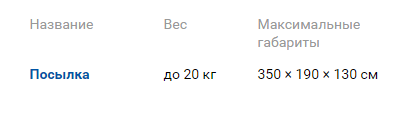 Название Вес Максимальные
габариты
Посылка до 20 кг 350 × 190 × 130 см